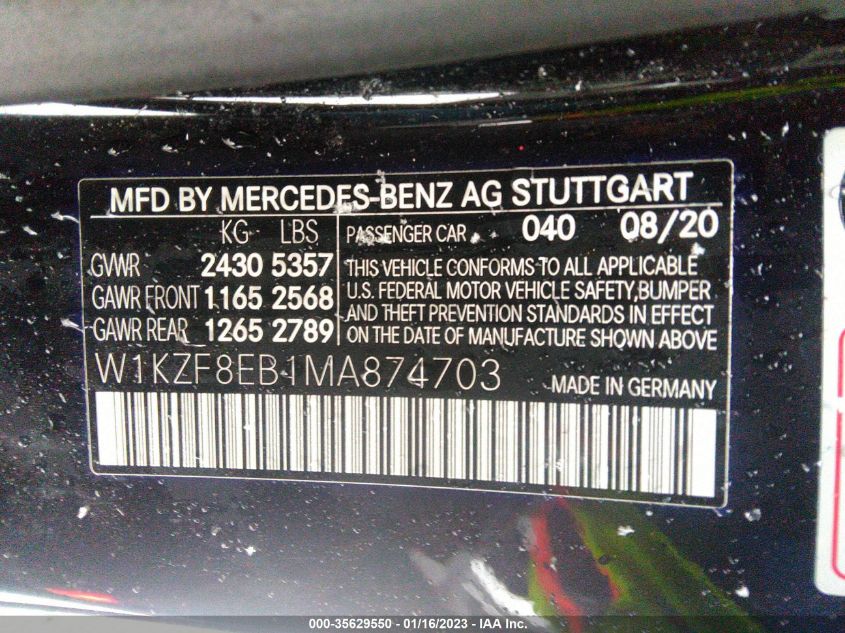 MFD BY MERCEDES-BENZ AG STUTTGART
KG LBS
GVWR 2430 5357
GAWR FRONT 1165 2568
GAWR REAR 1265 2789
PASSENGER CAR 040 08/20
THIS VEHICLE CONFORMS TO ALL APPLICABLE
U.S. FEDERAL MOTOR VEHICLE SAFETY, BUMPER
AND THEFT PREVENTION STANDARDS IN EFFECT
ON THE DATE OF MANUFACTURE SHOWN ABOVE
W1KZF8EB1MA874703
MADE IN GERMANY
000-35629550 - 01/16/2023 - IAA Inc.